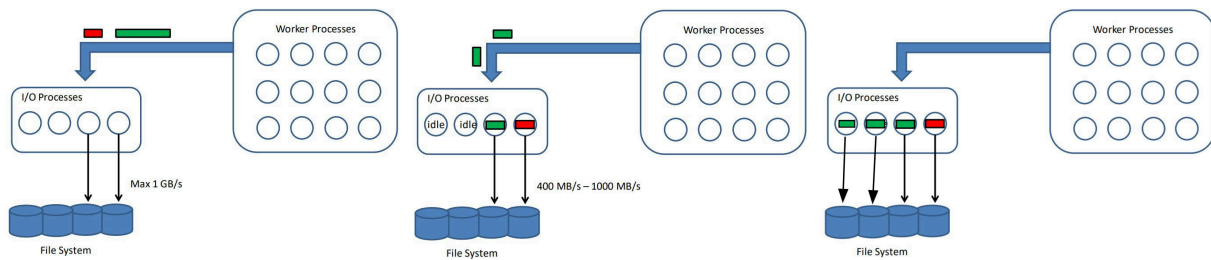 Worker Processes
I/O Processes
Max 1 GB/s
File System
Worker Processes
I/O Processes
idle
idle
400 MB/s – 1000 MB/s
File System
Worker Processes
I/O Processes
File System